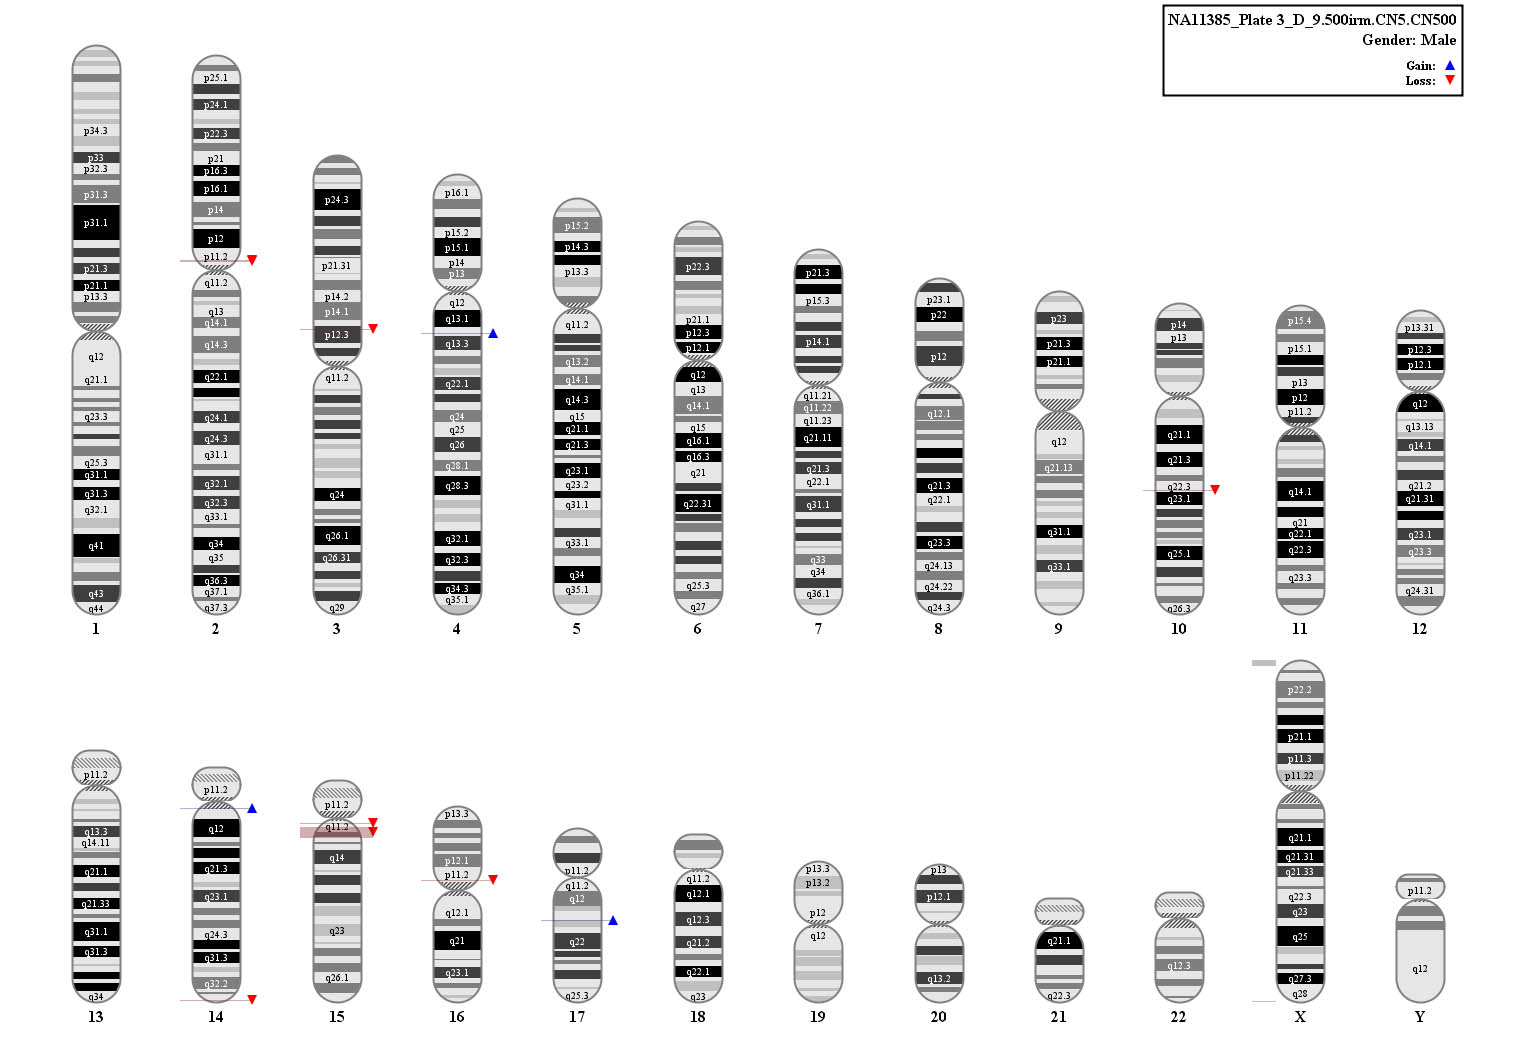 NA11385_Plate 3_D_9.500irm.CN5.CN500
Gender: Male
Gain:
Loss:
p34.3
p33
p32.3
p31.3
p31.1
p21.3
p21.1
p13.3
q12
q21.1
q23.3
q25.3
q31.1
q31.3
q32.1
q41
q43
q44
1
p25.1
p24.1
p22.3
p21
p16.3
p16.1
p14
p12
p11.2
q11.2
q13
q14.1
q14.3
q22.1
q24.1
q24.3
q31.1
q32.1
q32.3
q33.1
q34
q35
q36.3
q37.1
q37.3
2
p24.3
p21.31
p14.2
p14.1
p12.3
q11.2
q24
q26.1
q26.31
q29
3
p16.1
p15.2
p15.1
p14
p13
q12
q13.1
q13.3
q22.1
q24
q25
q26
q28.1
q28.3
q32.1
q32.3
q34.3
q35.1
4
p15.2
p14.3
p13.3
q11.2
q13.2
q14.1
q14.3
q15
q21.1
q21.3
q23.1
q23.2
q31.1
q33.1
q34
q35.1
5
p22.3
p21.1
p12.3
p12.1
q12
q13
q14.1
q15
q16.1
q16.3
q21
q22.31
q25.3
q27
6
p21.3
p15.3
p14.1
q11.21
q11.22
q11.23
q21.11
q21.3
q22.1
q31.1
q33
q34
q36.1
7
p23.1
p22
p12
q12.1
q21.3
q22.1
q23.3
q24.13
q24.22
q24.3
8
p23
p21.3
p21.1
q12
q21.13
q31.1
q33.1
9
p14
p13
q21.1
q21.3
q22.3
q23.1
q25.1
q26.3
10
p15.4
p15.1
p13
p12
p11.2
q14.1
q21
q22.1
q22.3
q23.3
11
p13.31
p12.3
p12.1
q12
q13.13
q14.1
q21.2
q21.31
q23.1
q23.3
q24.31
12
p11.2
q13.3
q14.11
q21.1
q21.33
q31.1
q31.3
q34
13
p11.2
q12
q21.3
q23.1
q24.3
q31.3
q32.2
14
p11.2
q11.2
q14
q23
q26.1
15
p13.3
p12.1
p11.2
q12.1
q21
q23.1
16
p11.2
q11.2
q12
q22
q25.3
17
q11.2
q12.1
q12.3
q21.2
q22.1
q23
18
p13.3
p13.2
p12
q12
19
p13
p12.1
q13.2
20
q21.1
q22.3
21
q12.3
22
p22.2
p21.1
p11.3
p11.22
q21.1
q21.31
q21.33
q22.3
q23
q25
q27.3
q28
X
p11.2
q12
Y